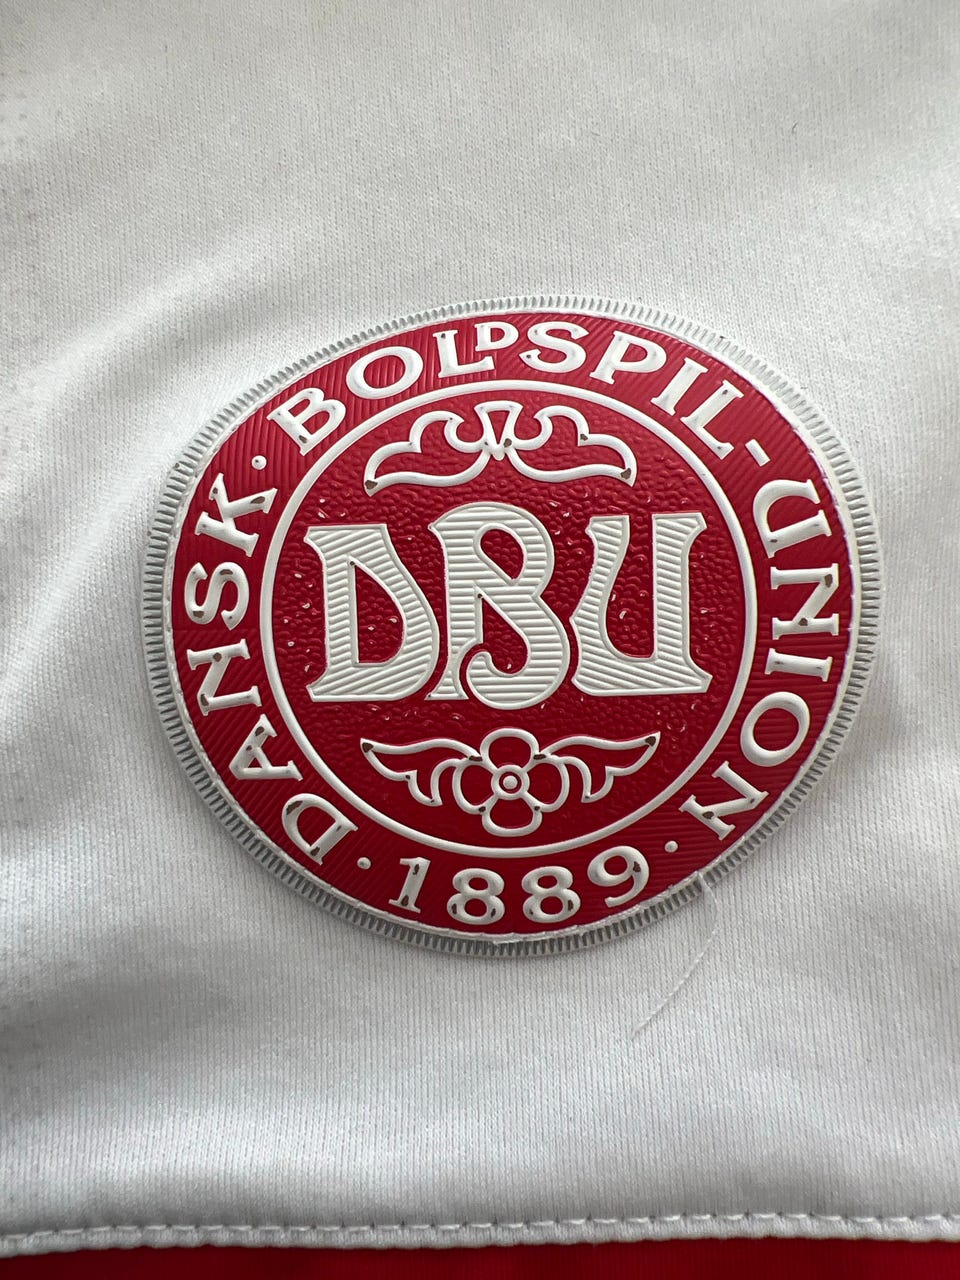 DANSK · BOLDSPIL-UNION
· 1889 ·
DBU